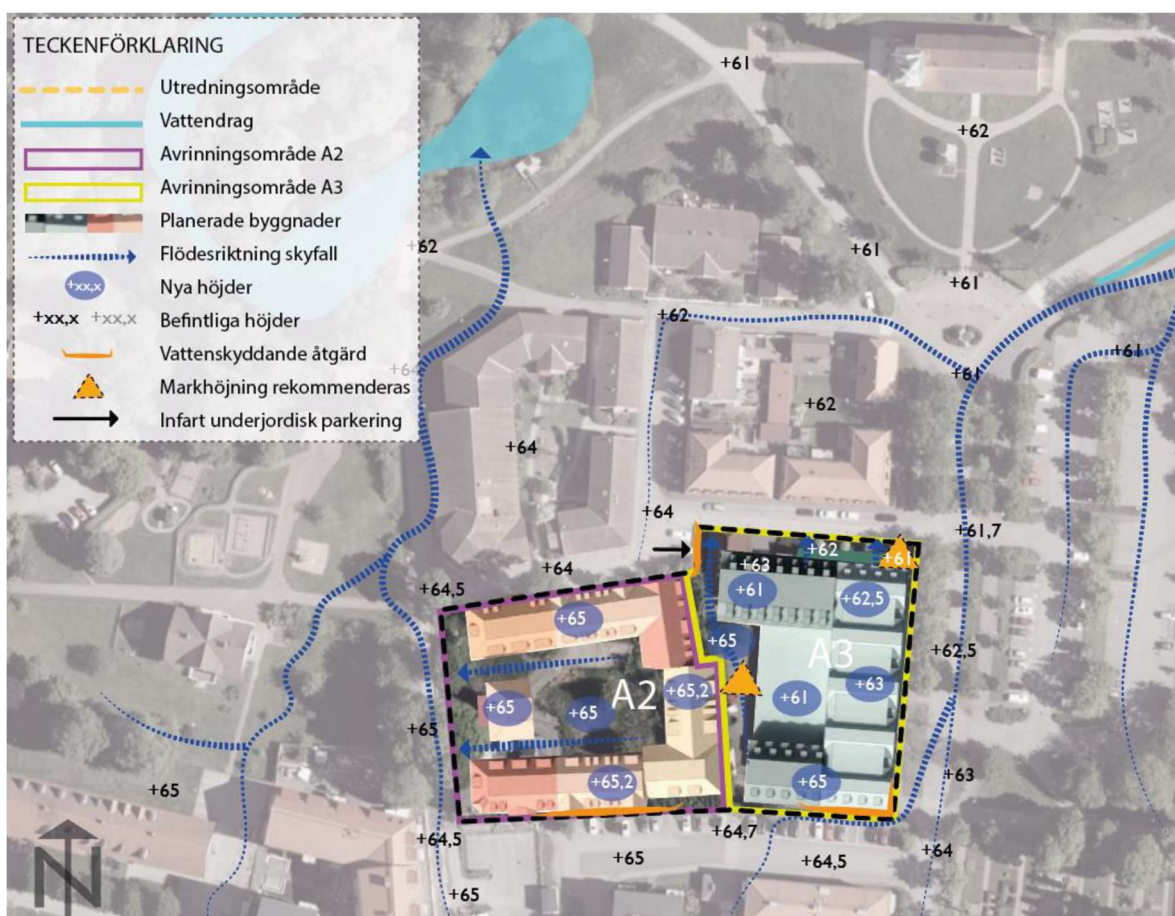 TECKENFÖRKLARING
Utredningsområde
Vattendrag
Avrinningsområde A2
Avrinningsområde A3
Planerade byggnader
Flödesriktning skyfall
+xx,x Nya höjder
+xx,x +xx,x Befintliga höjder
Vattenskyddande åtgärd
Markhöjning rekommenderas
Infart underjordisk parkering
+61
+62
+62
+61
+61
+62
+61
+61
+64
+62
+64
+64
+61,7
+62
+61
+64,5
+64
+63
+61
+62,5
+65
+65
A3
+62,5
A2
+65,2
+61
+63
+65
+65
+65
+65
+65,2
+65
+63
+64,5
+64,7
+64
+65
+64,5
+65
N